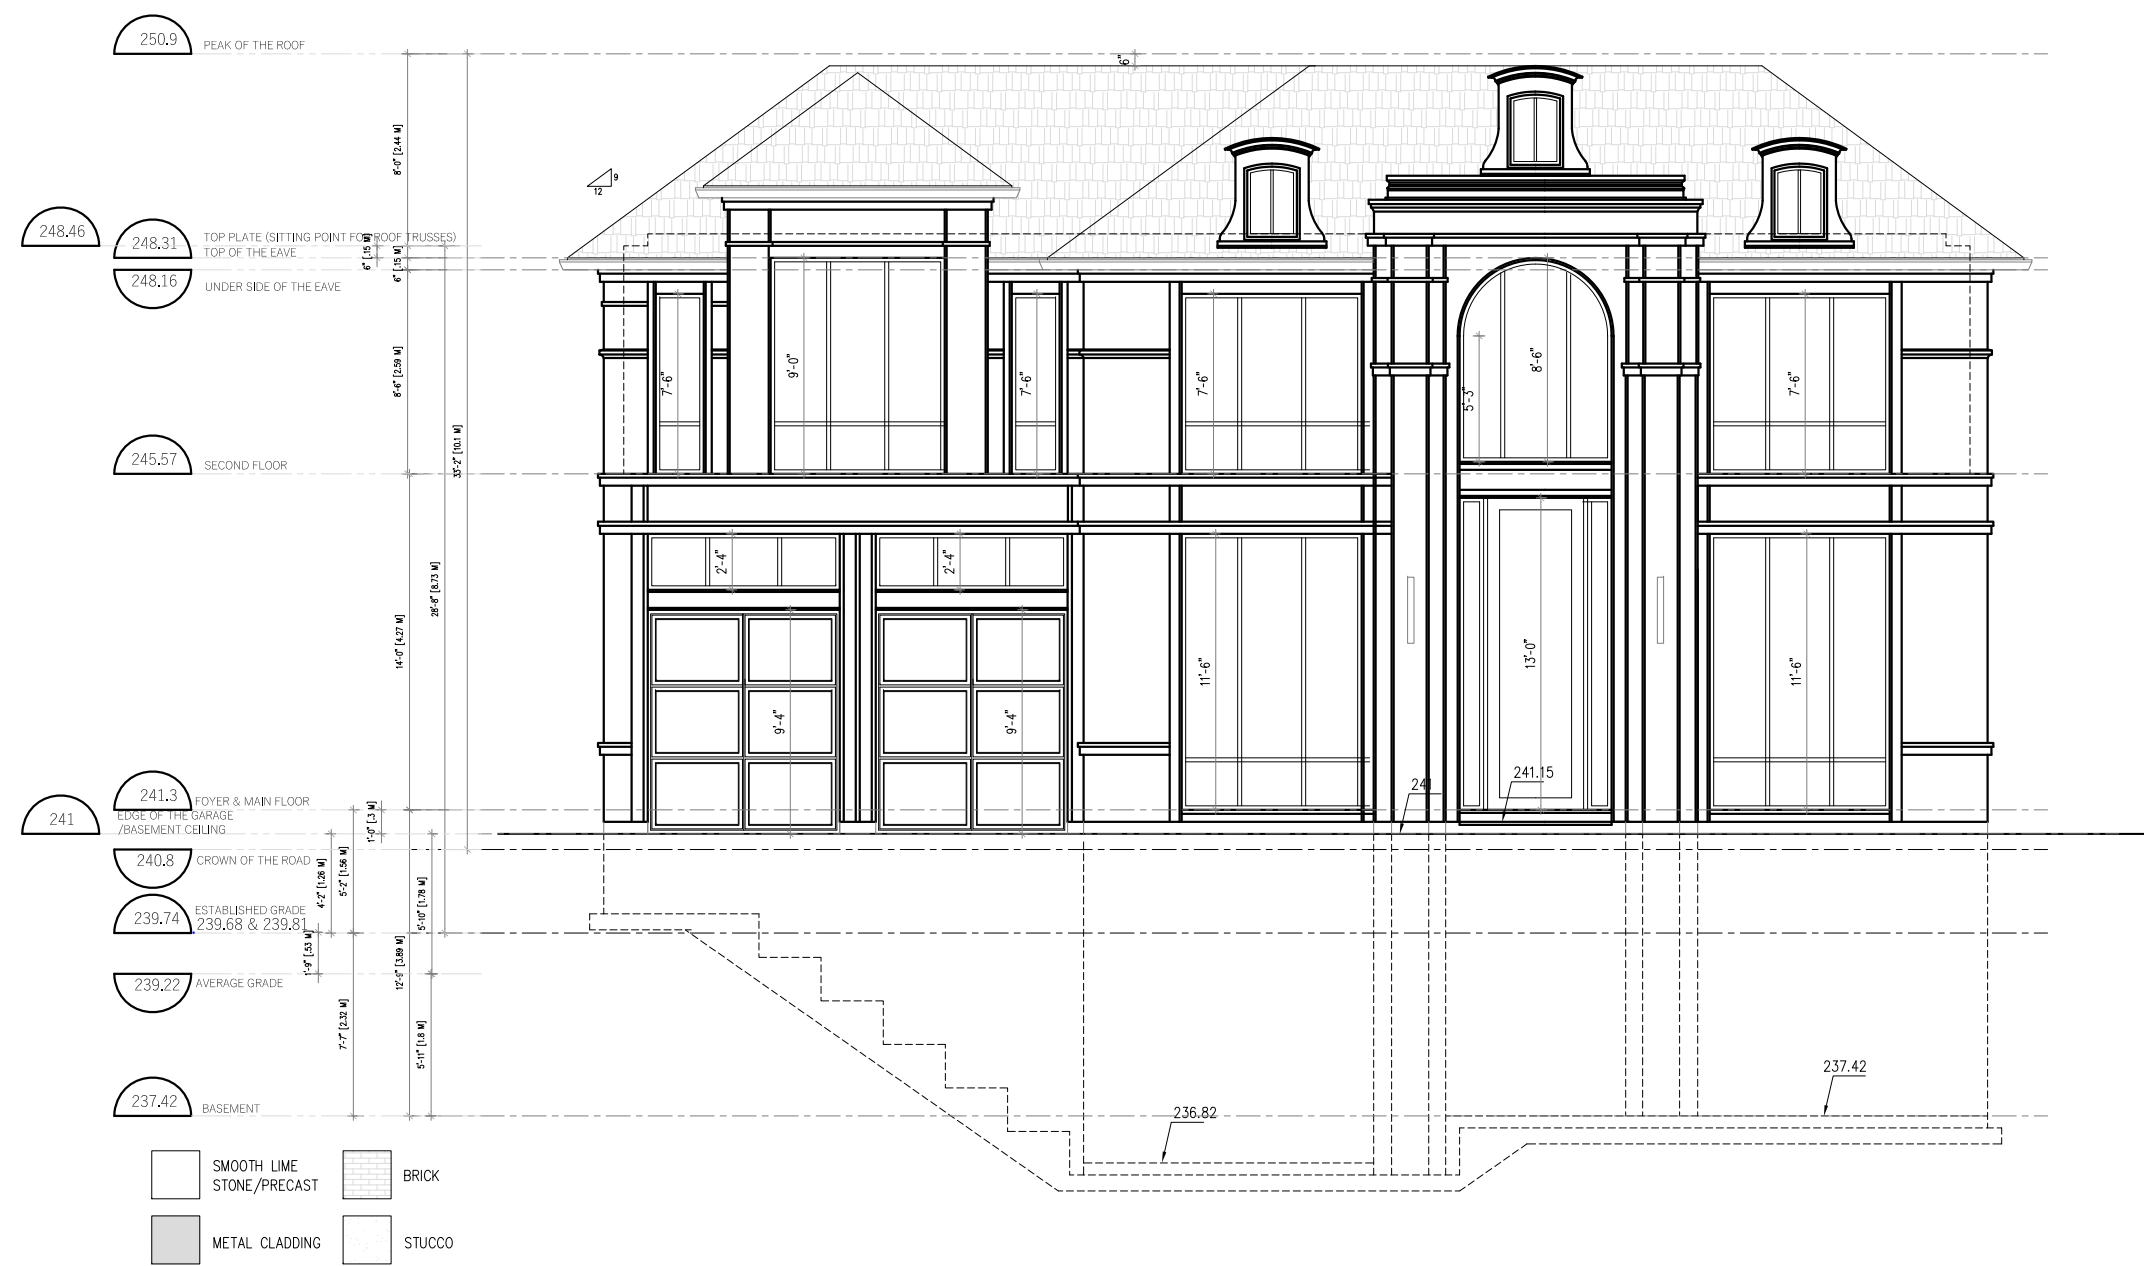 250.9
PEAK OF THE ROOF
6"
8'-0" [2.44 M]
9
12
248.46
248.31
TOP PLATE (SITTING POINT FOR ROOF TRUSSES)
TOP OF THE EAVE
6" [.15 M]
6" [.15 M]
248.16
UNDER SIDE OF THE EAVE
8'-6" [2.59 M]
7'-6"
9'-0"
7'-6"
7'-6"
5'-3"
8'-6"
7'-6"
245.57
SECOND FLOOR
33'-2" [10.1 M]
28'-8" [8.73 M]
14'-0" [4.27 M]
2'-4"
2'-4"
9'-4"
9'-4"
11'-6"
13'-0"
11'-6"
241.3
FOYER & MAIN FLOOR
241
EDGE OF THE GARAGE
/BASEMENT CEILING
1'-0" [.3 M]
241
241.15
240.8
CROWN OF THE ROAD
4'-2" [1.26 M]
5'-2" [1.56 M]
5'-10" [1.78 M]
239.74
ESTABLISHED GRADE
239.68 & 239.81
1'-9" [.53 M]
12'-9" [3.89 M]
239.22
AVERAGE GRADE
7'-7" [2.32 M]
5'-11" [1.8 M]
237.42
BASEMENT
236.82
237.42
SMOOTH LIME
STONE/PRECAST
BRICK
METAL CLADDING
STUCCO